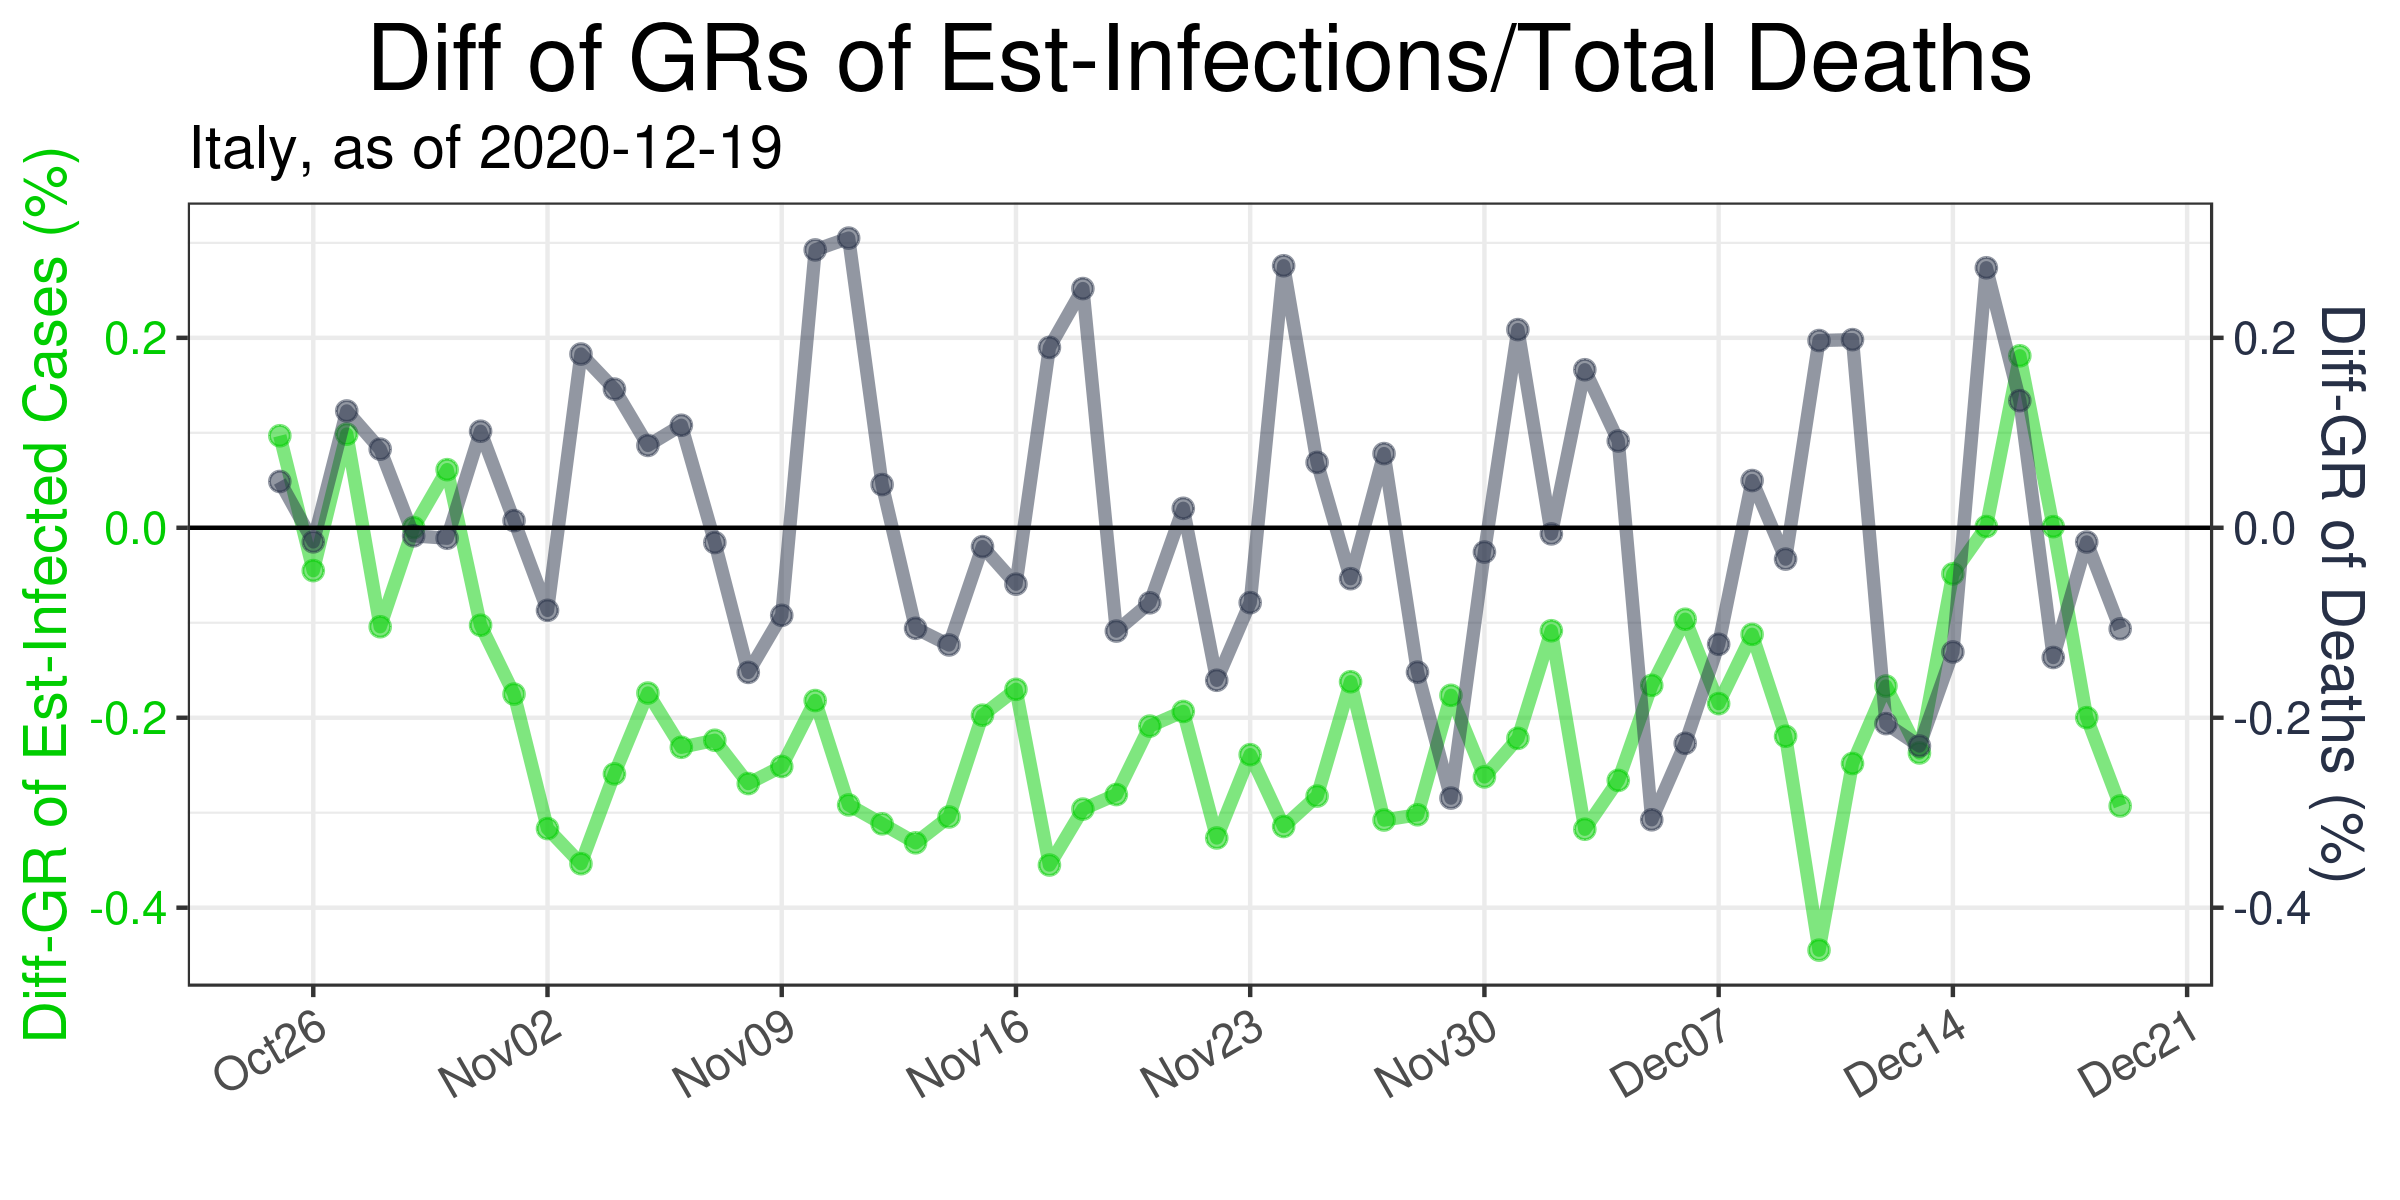 Diff of GRs of Est-Infections/Total Deaths
Italy, as of 2020-12-19
Diff-GR of Est-Infected Cases (%)
0.2
0.0
-0.2
-0.4
0.2
0.0
-0.2
-0.4
Diff-GR of Deaths (%)
Oct26
Nov02
Nov09
Nov16
Nov23
Nov30
Dec07
Dec14
Dec21